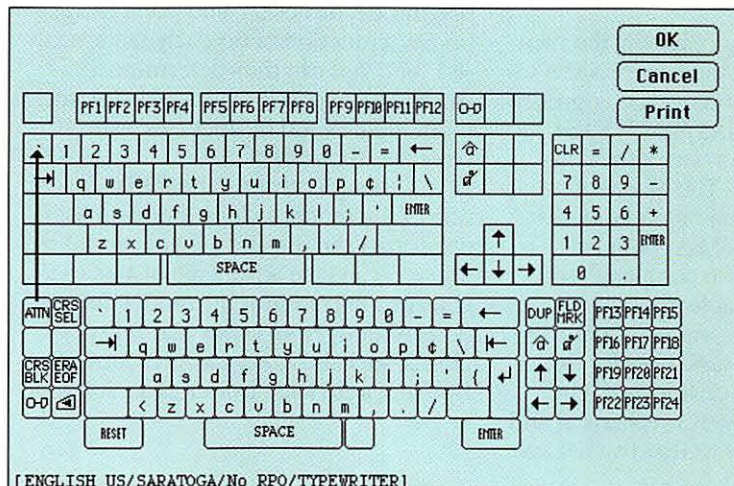 OK
Cancel
Print
PF1 PF2 PF3 PF4 PF5 PF6 PF7 PF8 PF9 PF10 PF11 PF12
` 1 2 3 4 5 6 7 8 9 0 - = ← â CLR = / *
→ q w e r t y u i o p ¢ ¦ \ 7 8 9 -
a s d f g h j k l ; ' ENTER 4 5 6 +
z x c v b n m , . / ↑ 1 2 3 ENTER
SPACE ← ↓ → 0 .
ATTN CRS SEL ` 1 2 3 4 5 6 7 8 9 0 - = ← DUP FLD MRK PF13 PF14 PF15
→ q w e r t y u i o p ¢ \ ← â PF16 PF17 PF18
CRS BLK ERA EOF a s d f g h j k l ; ' { ↵ ↑ ↓ PF19 PF20 PF21
< z x c v b n m , . / ← → PF22 PF23 PF24
RESET SPACE ENTER
[ENGLISH US/SARATOGA/No RPO/TYPEWRITER]